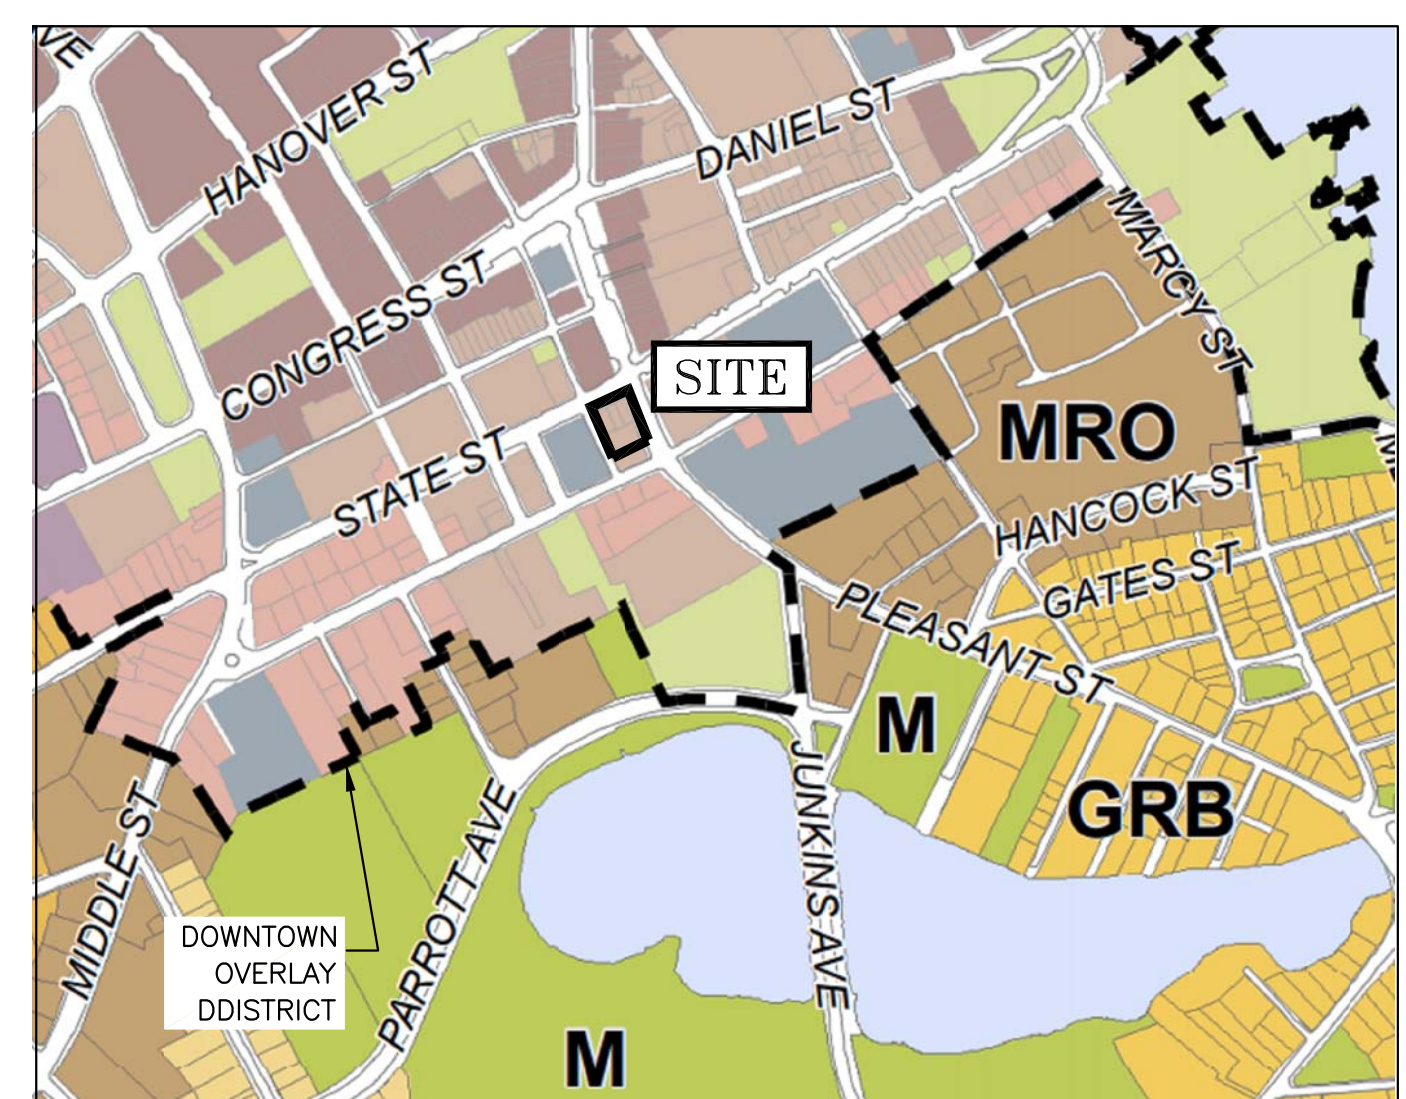 VE
HANOVER ST
DANIEL ST
MARCY ST
CONGRESS ST
SITE
STATE ST
MRO
HANCOCK ST
GATES ST
PLEASANT ST
M
GRB
JUNKINS AVE
MIDDLE ST
PARROTT AVE
DOWNTOWN
OVERLAY
DDISTRICT
M